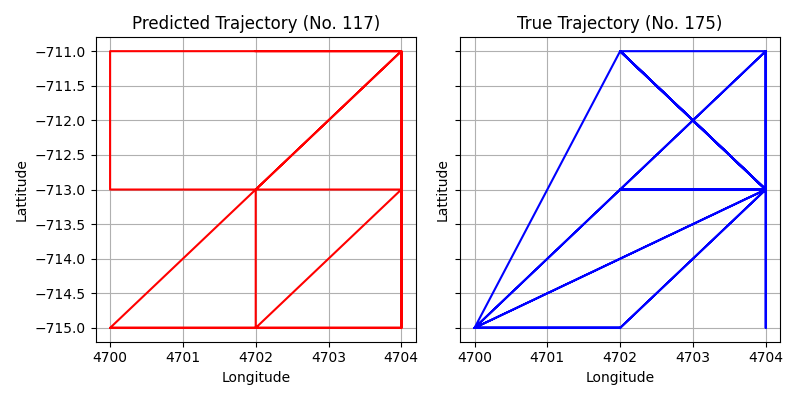 Predicted Trajectory (No. 117)
True Trajectory (No. 175)
Lattitude
−711.0
−711.5
−712.0
−712.5
−713.0
−713.5
−714.0
−714.5
−715.0
4700 4701 4702 4703 4704
Longitude
Lattitude
4700 4701 4702 4703 4704
Longitude